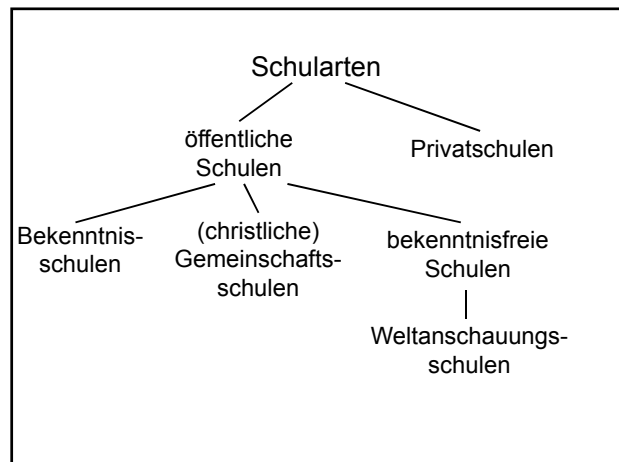 Schularten
öffentliche
Schulen
Privatschulen
Bekenntnis-
schulen
(christliche)
Gemeinschafts-
schulen
bekenntnisfreie
Schulen
Weltanschauungs-
schulen